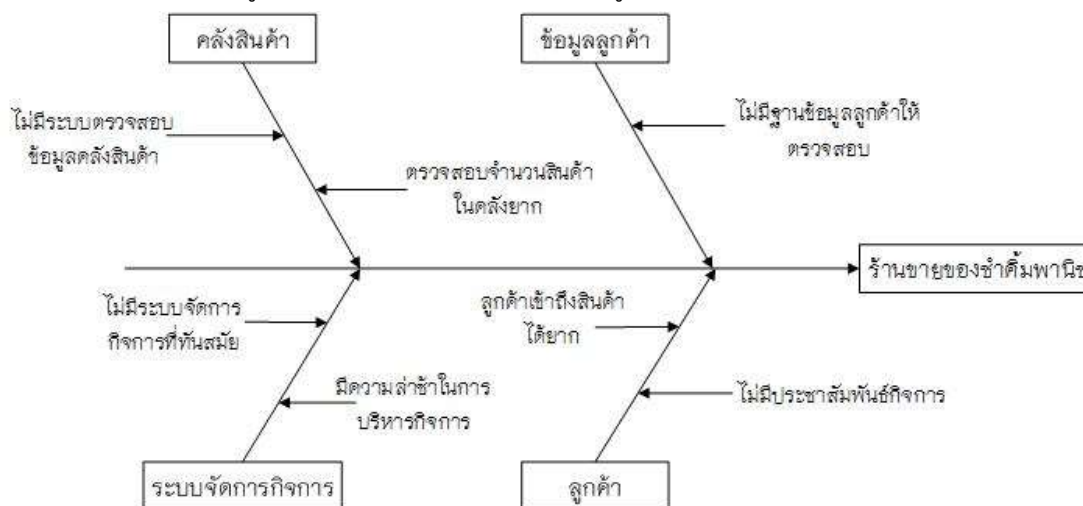 คลังสินค้า
ข้อมูลลูกค้า
ไม่มีระบบตรวจสอบ
ข้อมูลคลังสินค้า
ไม่มีฐานข้อมูลลูกค้าให้
ตรวจสอบ
ตรวจสอบจำนวนสินค้า
ในคลังยาก
ร้านขายของชำคิ้มพานิช
ไม่มีระบบจัดการ
กิจการที่ทันสมัย
ลูกค้าเข้าถึงสินค้า
ได้ยาก
มีความล่าช้าในการ
บริหารกิจการ
ไม่มีประชาสัมพันธ์กิจการ
ระบบจัดการกิจการ
ลูกค้า